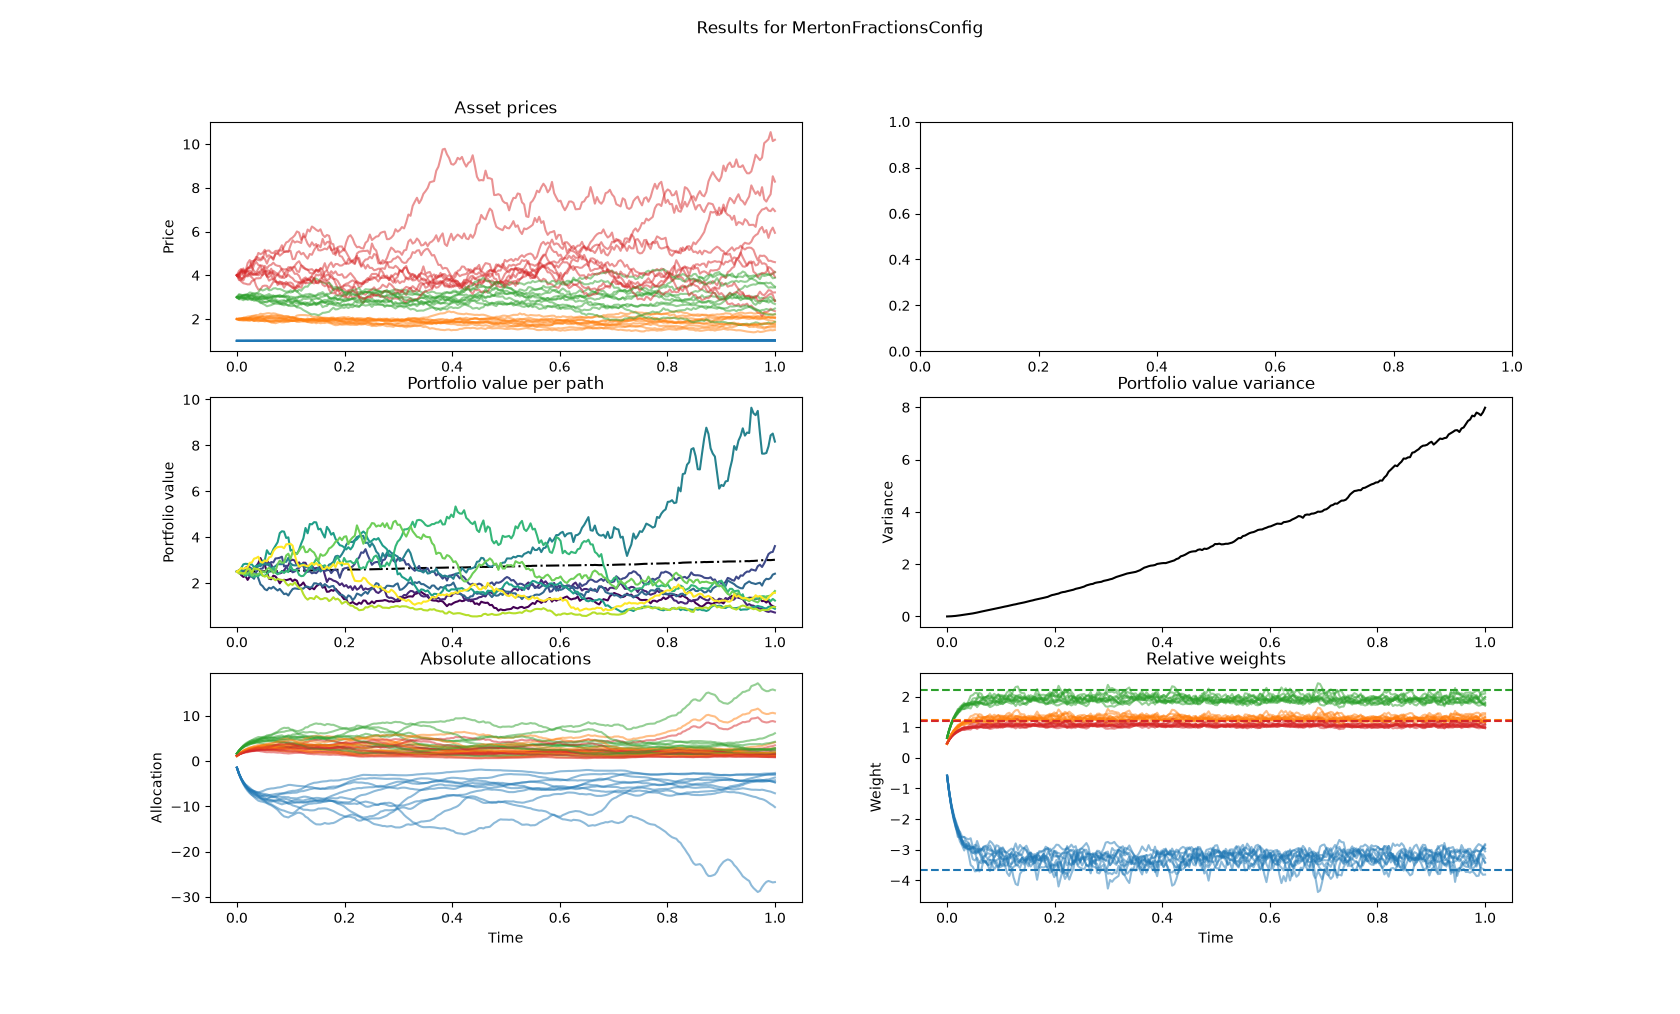 Results for MertonFractionsConfig
Asset prices
Price
10
8
6
4
2
0.0 0.2 0.4 0.6 0.8 1.0
1.0
0.8
0.6
0.4
0.2
0.0
0.0 0.2 0.4 0.6 0.8 1.0
Portfolio value per path
Portfolio value
10
8
6
4
2
0.0 0.2 0.4 0.6 0.8 1.0
Portfolio value variance
Variance
8
6
4
2
0
0.0 0.2 0.4 0.6 0.8 1.0
Absolute allocations
Allocation
10
0
−10
−20
−30
0.0 0.2 0.4 0.6 0.8 1.0
Time
Relative weights
Weight
2
1
0
−1
−2
−3
−4
0.0 0.2 0.4 0.6 0.8 1.0
Time